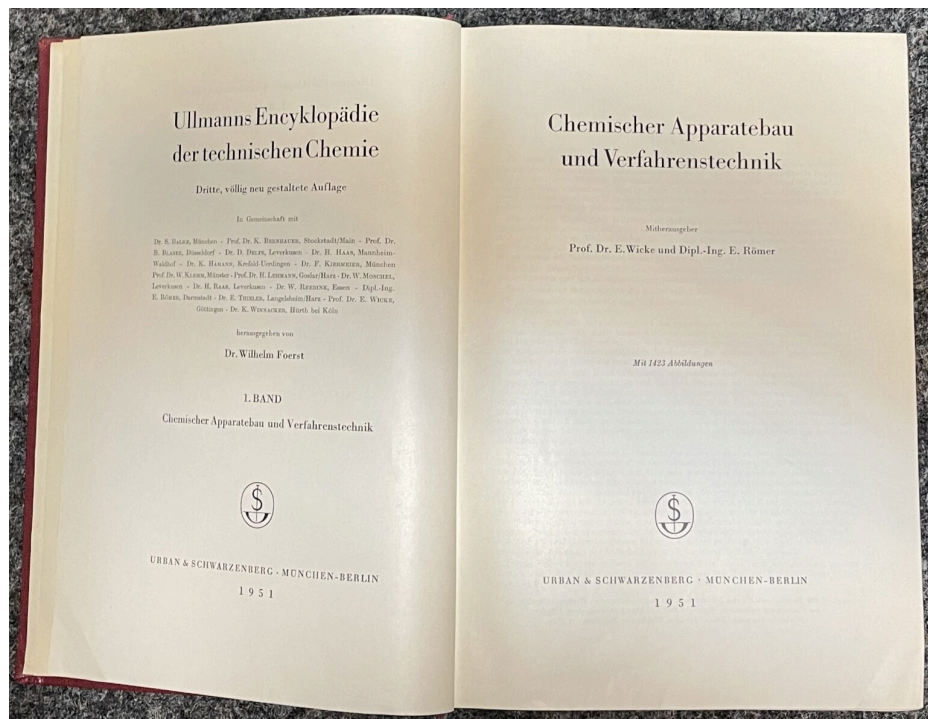 Ullmanns Encyklopädie
der technischen Chemie
Dritte, völlig neu gestaltete Auflage
In Gemeinschaft mit
Dr. S. Balke, München - Prof. Dr. K. Bernhauer, Stockstadt/Main - Prof. Dr.
B. Blaser, Düsseldorf - Dr. D. Delfs, Leverkusen - Dr. H. Haas, Mannheim-
Waldhof - Dr. K. Hamann, Krefeld-Uerdingen - Dr. F. Kiermeier, München
Prof. Dr. W. Klemm, Münster - Prof. Dr. H. Lehmann, Goslar/Harz - Dr. W. Moschel,
Leverkusen - Dr. H. Raab, Leverkusen - Dr. W. Reerink, Essen - Dipl.-Ing.
E. Römer, Darmstadt - Dr. E. Thieler, Langelsheim/Harz - Prof. Dr. E. Wicke,
Göttingen - Dr. K. Winnacker, Hürth bei Köln
herausgegeben von
Dr. Wilhelm Foerst
1. BAND
Chemischer Apparatebau und Verfahrenstechnik
URBAN & SCHWARZENBERG · MÜNCHEN-BERLIN
1951
Chemischer Apparatebau
und Verfahrenstechnik
Mitherausgeber
Prof. Dr. E. Wicke und Dipl.-Ing. E. Römer
Mit 1423 Abbildungen
URBAN & SCHWARZENBERG · MÜNCHEN-BERLIN
1951